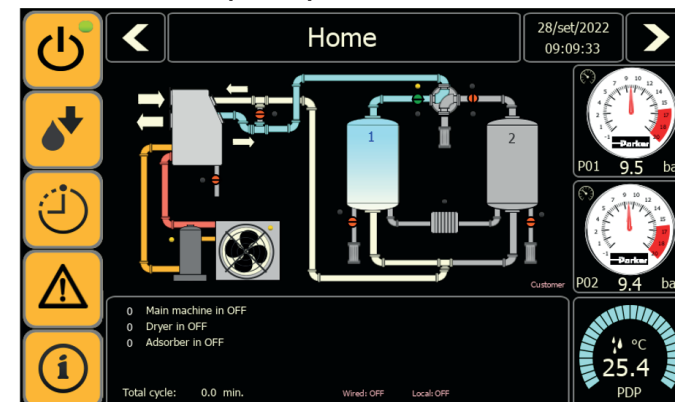 Home
28/set/2022
09:09:33
1
2
Parker
P01 9.5 ba
Parker
P02 9.4 ba
Customer
0 Main machine in OFF
0 Dryer in OFF
0 Adsorber in OFF
Total cycle: 0.0 min.
Wired: OFF Local: OFF
°C
25.4
PDP